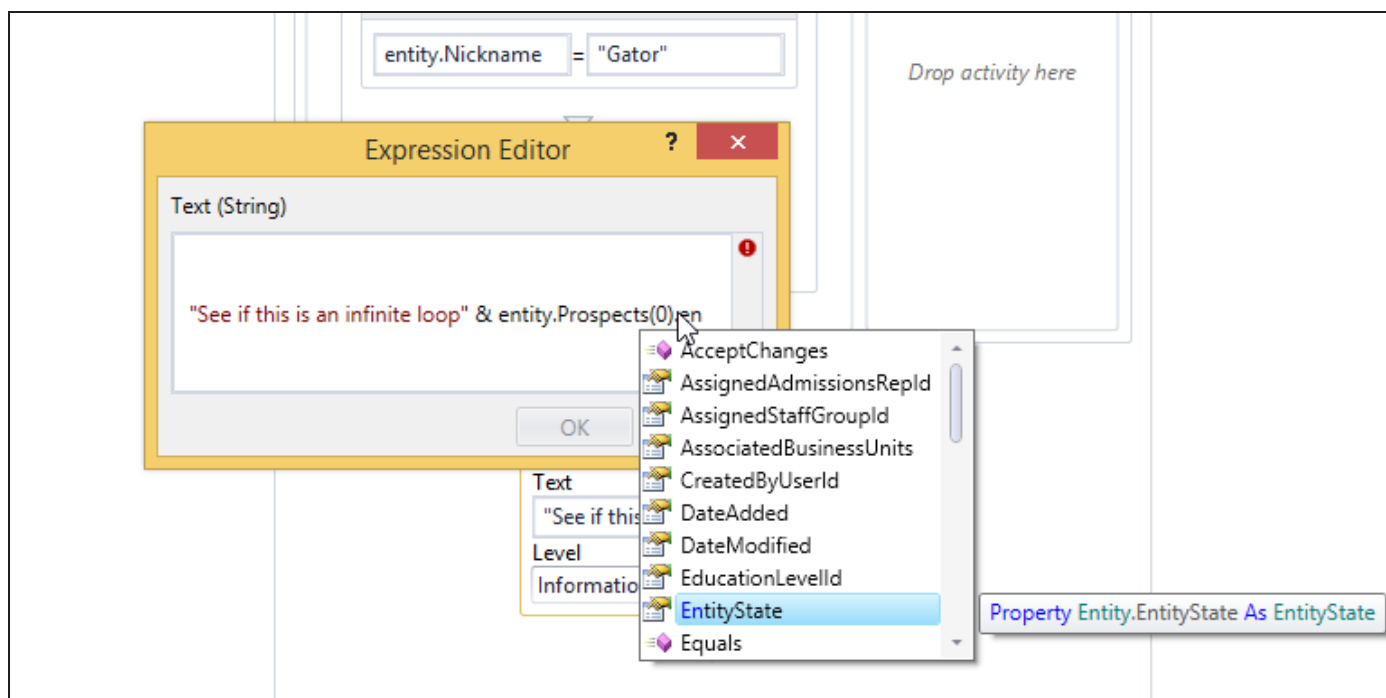 entity.Nickname = "Gator"
Drop activity here
Expression Editor ? ×
Text (String)
"See if this is an infinite loop" & entity.Prospects(0).en
AcceptChanges
AssignedAdmissionsRepId
AssignedStaffGroupId
AssociatedBusinessUnits
CreatedByUserId
DateAdded
DateModified
EducationLevelId
EntityState
Equals
OK
Property Entity.EntityState As EntityState
Text
"See if this
Level
Informatio